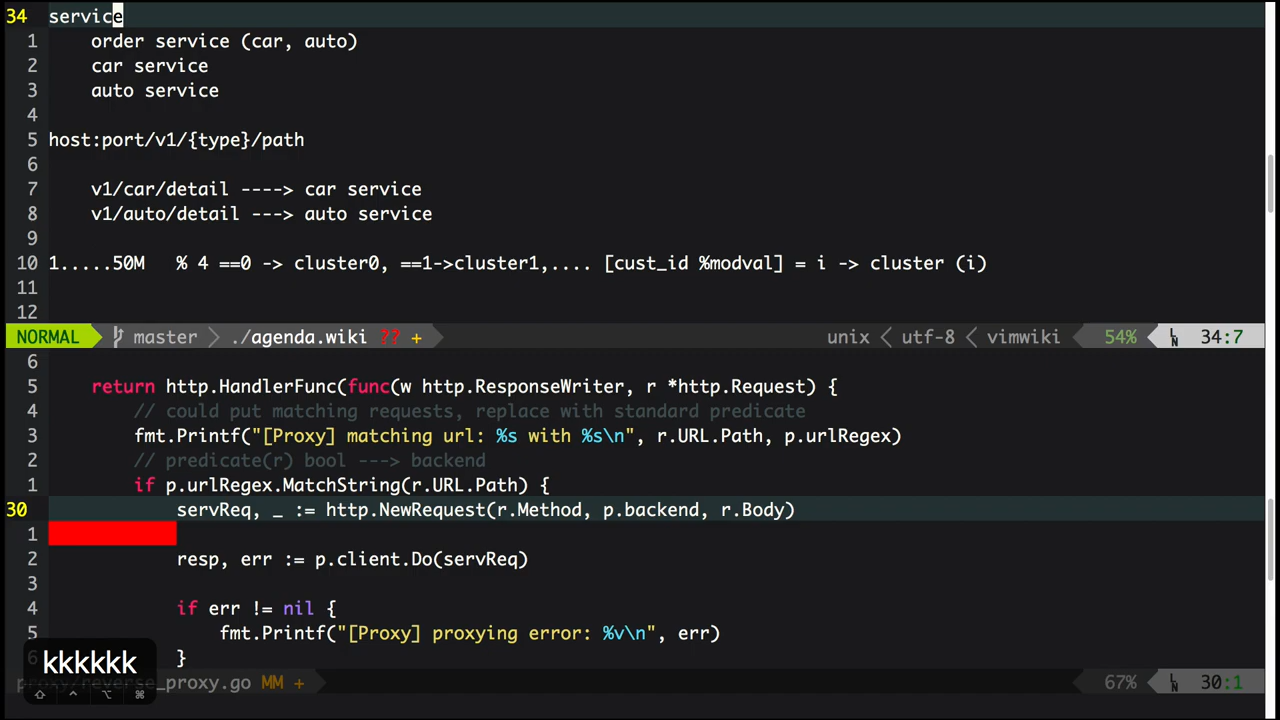 34 service
1 order service (car, auto)
2 car service
3 auto service
4
5 host:port/v1/{type}/path
6
7 v1/car/detail ----> car service
8 v1/auto/detail ---> auto service
9
10 1.....50M % 4 ==0 -> cluster0, ==1->cluster1,.... [cust_id %modval] = i -> cluster (i)
11
12
NORMAL master ./agenda.wiki ?? + unix utf-8 vimwiki 54% LN 34:7
6
5 return http.HandlerFunc(func(w http.ResponseWriter, r *http.Request) {
4 // could put matching requests, replace with standard predicate
3 fmt.Printf("[Proxy] matching url: %s with %s\n", r.URL.Path, p.urlRegex)
2 // predicate(r) bool ---> backend
1 if p.urlRegex.MatchString(r.URL.Path) {
30 servReq, _ := http.NewRequest(r.Method, p.backend, r.Body)
1
2 resp, err := p.client.Do(servReq)
3
4 if err != nil {
5 fmt.Printf("[Proxy] proxying error: %v\n", err)
6 }
kkkkkk
proxy/reverse_proxy.go MM + 67% LN 30:1